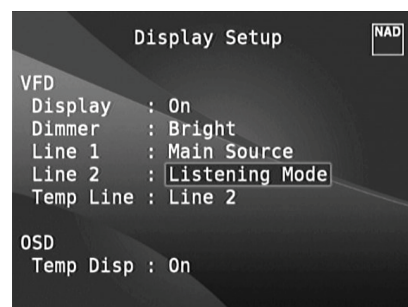 Display Setup
NAD
VFD
Display : On
Dimmer : Bright
Line 1 : Main Source
Line 2 : Listening Mode
Temp Line : Line 2
OSD
Temp Disp : On